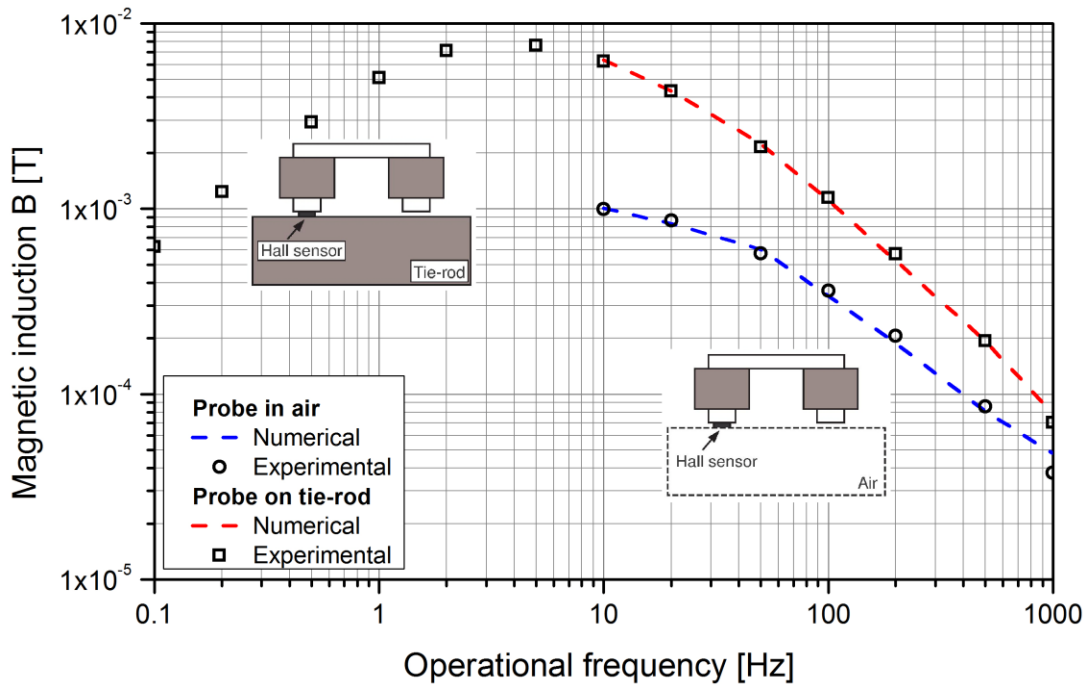 Magnetic induction B [T]
1x10⁻²
1x10⁻³
1x10⁻⁴
1x10⁻⁵
Hall sensor
Tie-rod
Hall sensor
Air
Probe in air
Numerical
Experimental
Probe on tie-rod
Numerical
Experimental
0.1 1 10 100 1000
Operational frequency [Hz]